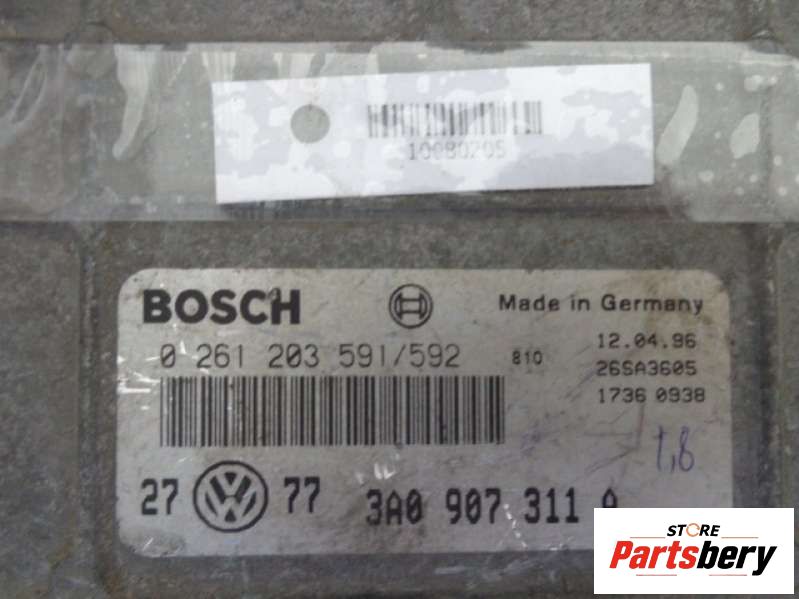 10080205
BOSCH
Made in Germany
0 261 203 591/592
810
12.04.96
26SA3605
1736 0938
1,8
27 77 3A0 907 311
STORE
Partsbery